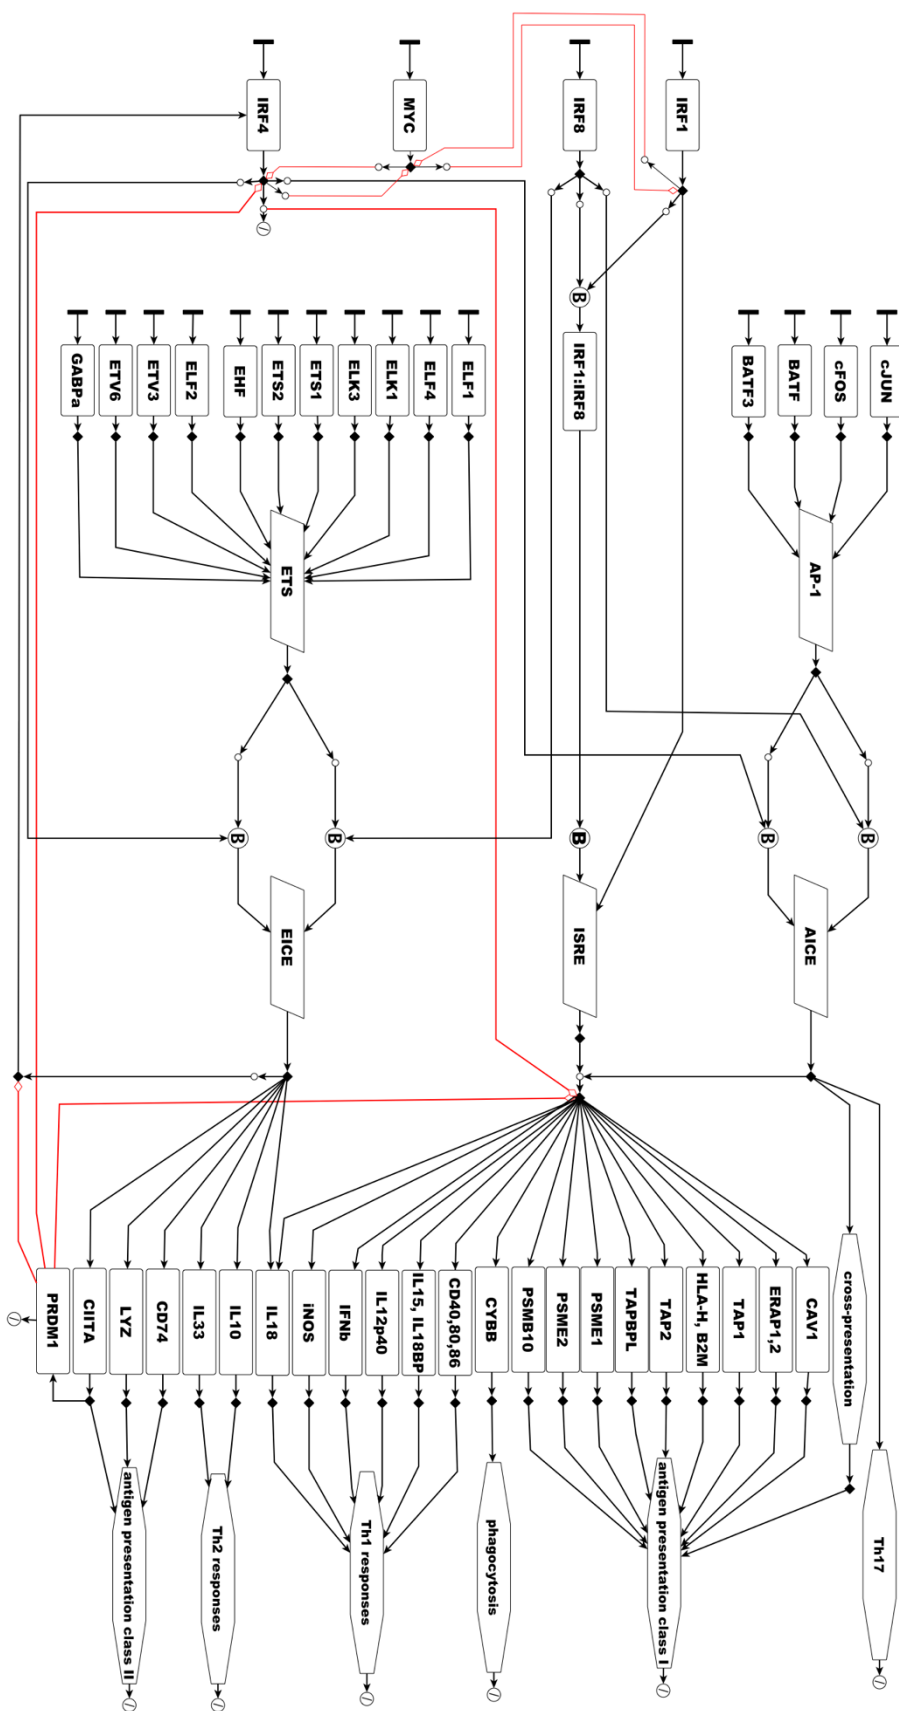 IRF4
MYC
IRF8
IRF1
B
IRF1:IRF8
GABPa
ETV6
ETV3
ELF2
EHF
ETS2
ETS1
ELK3
ELK1
ELF4
ELF1
BATF3
BATF
cFOS
cJUN
ETS
AP-1
B
B
B
B
B
EICE
ISRE
AICE
PRDM1
CIITA
LYZ
CD74
IL33
IL10
IL18
iNOS
IFNb
IL12p40
IL15, IL18BP
CD40,80,86
CYBB
PSMB10
PSME2
PSME1
TAPBPL
TAP2
HLA-H, B2M
TAP1
ERAP1,2
CAV1
cross-presentation
antigen presentation class II
Th2 responses
Th1 responses
phagocytosis
antigen presentation class I
Th17